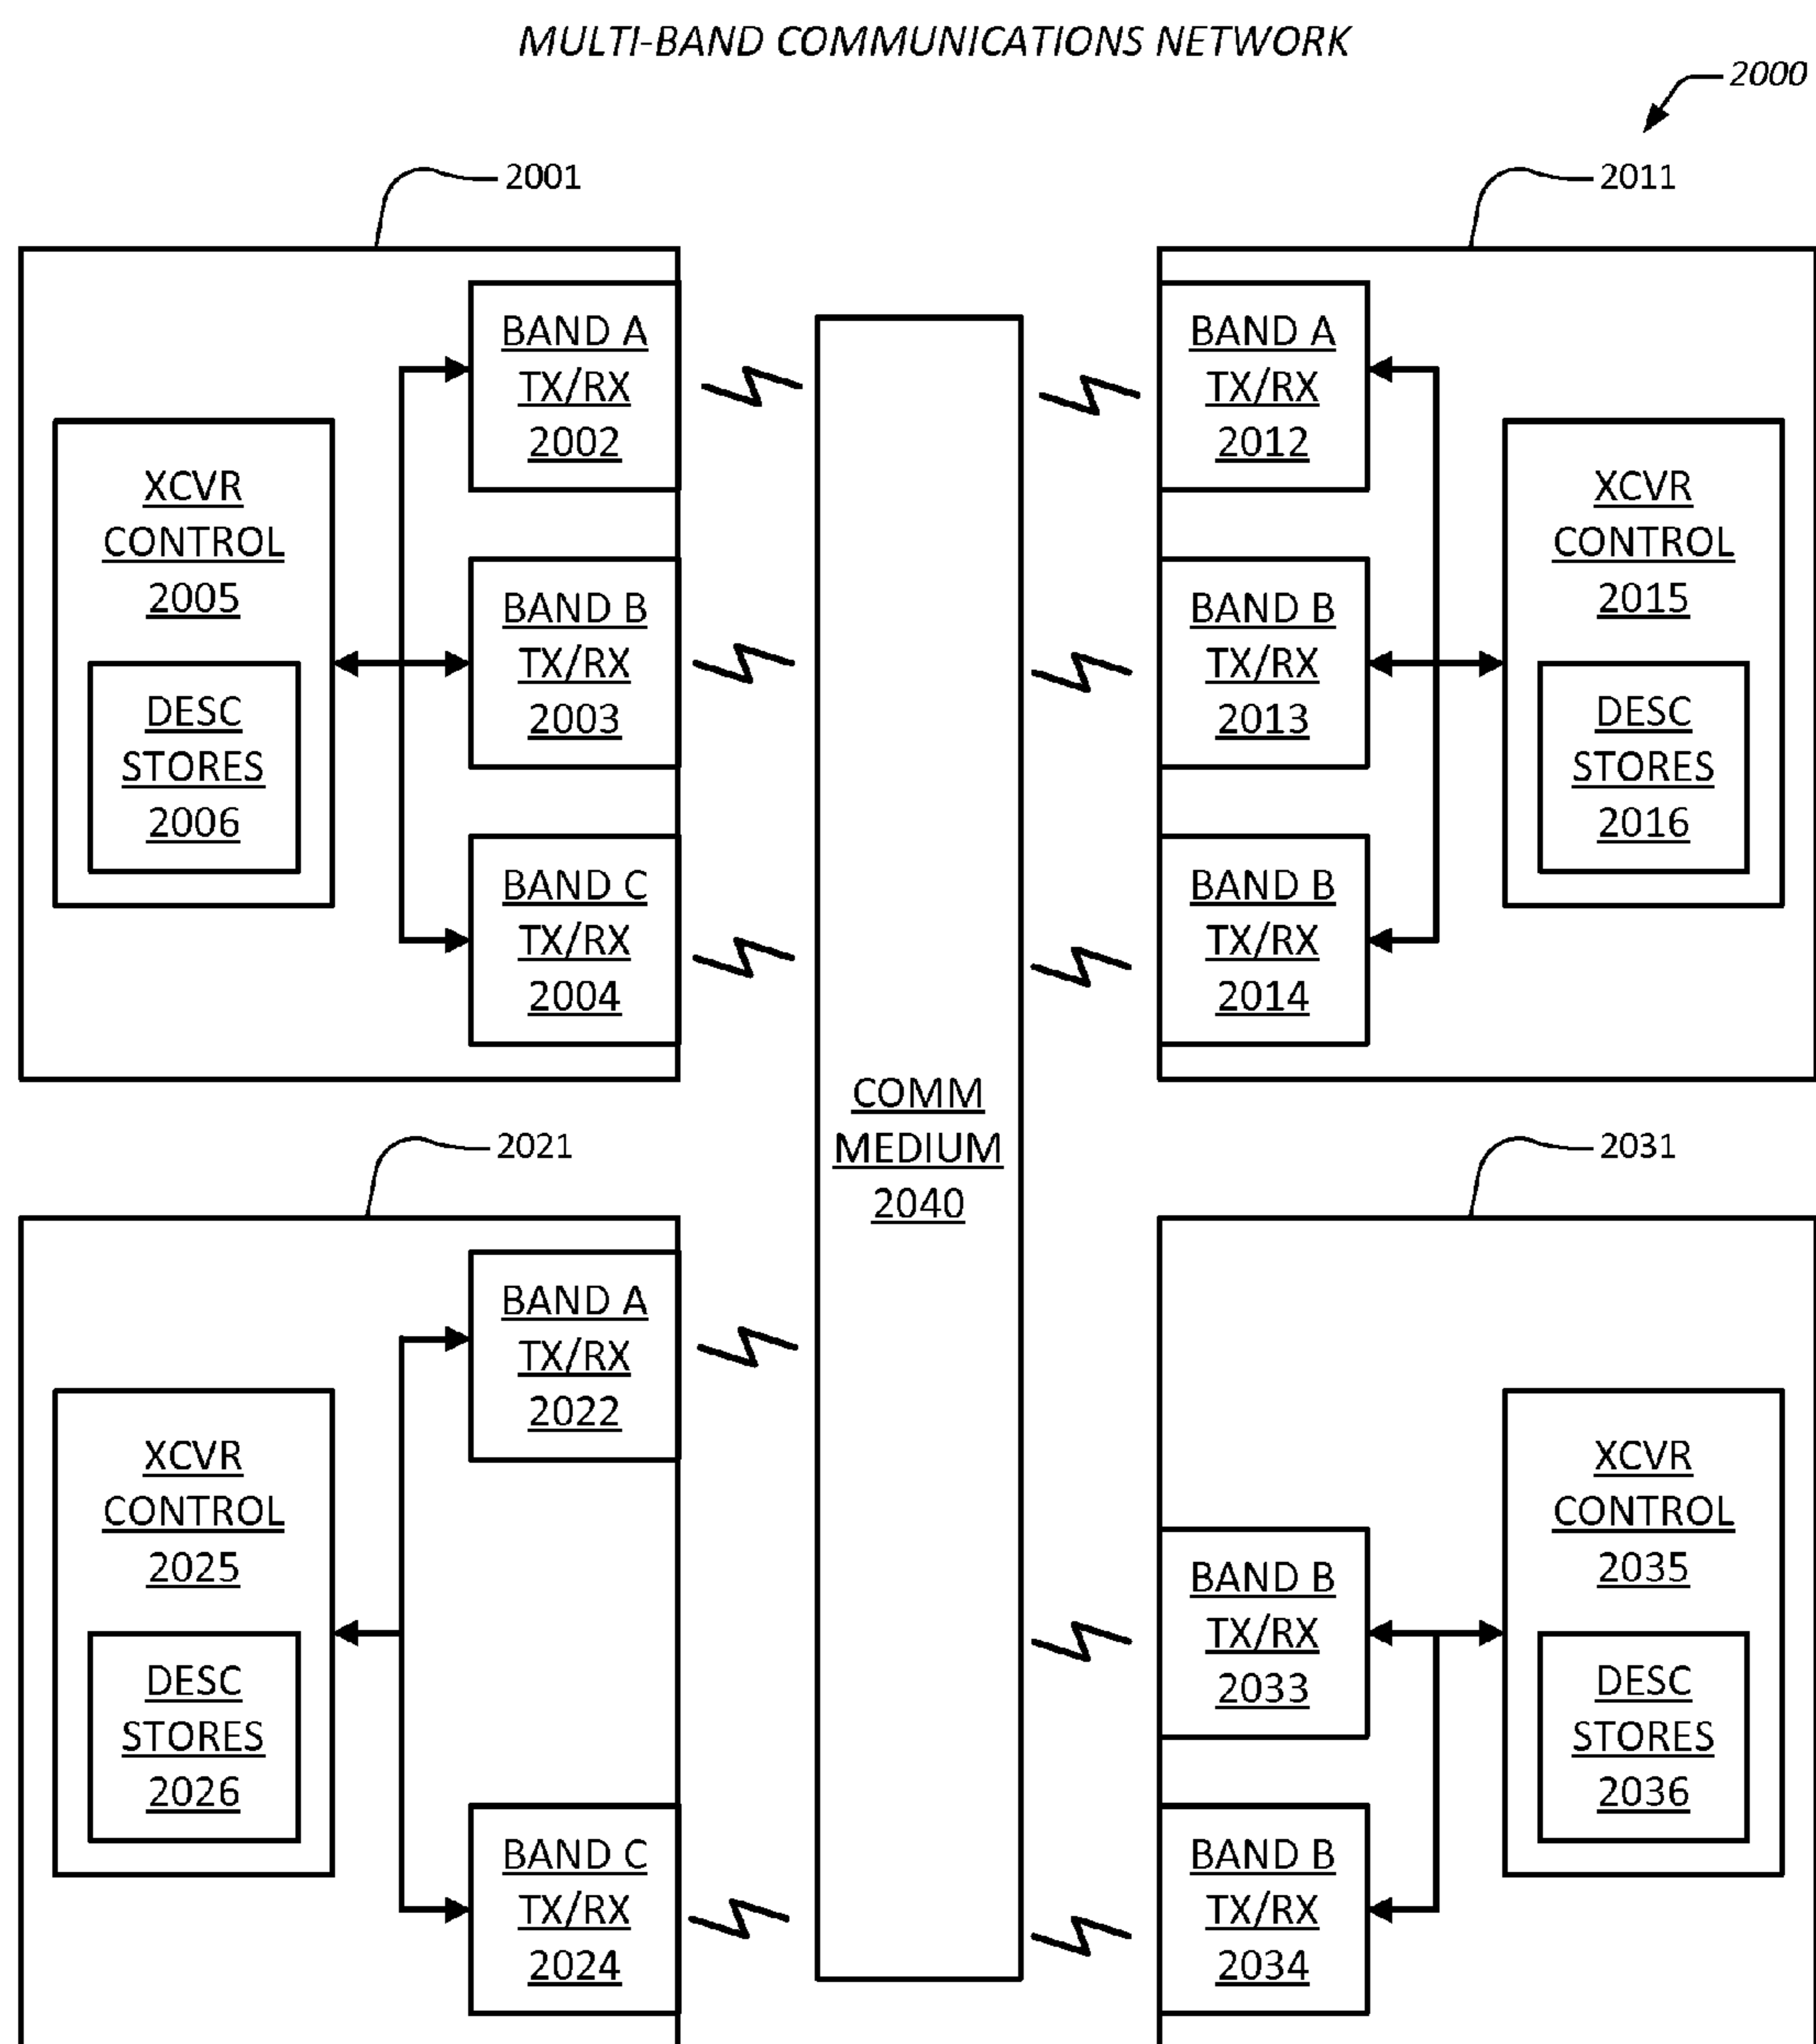 MULTI-BAND COMMUNICATIONS NETWORK
2000
2001
BAND A
TX/RX
2002
XCVR
CONTROL
2005
BAND B
TX/RX
2003
DESC
STORES
2006
BAND C
TX/RX
2004
2011
BAND A
TX/RX
2012
XCVR
CONTROL
2015
BAND B
TX/RX
2013
DESC
STORES
2016
BAND B
TX/RX
2014
COMM
MEDIUM
2040
2021
BAND A
TX/RX
2022
XCVR
CONTROL
2025
DESC
STORES
2026
BAND C
TX/RX
2024
2031
XCVR
CONTROL
2035
BAND B
TX/RX
2033
DESC
STORES
2036
BAND B
TX/RX
2034